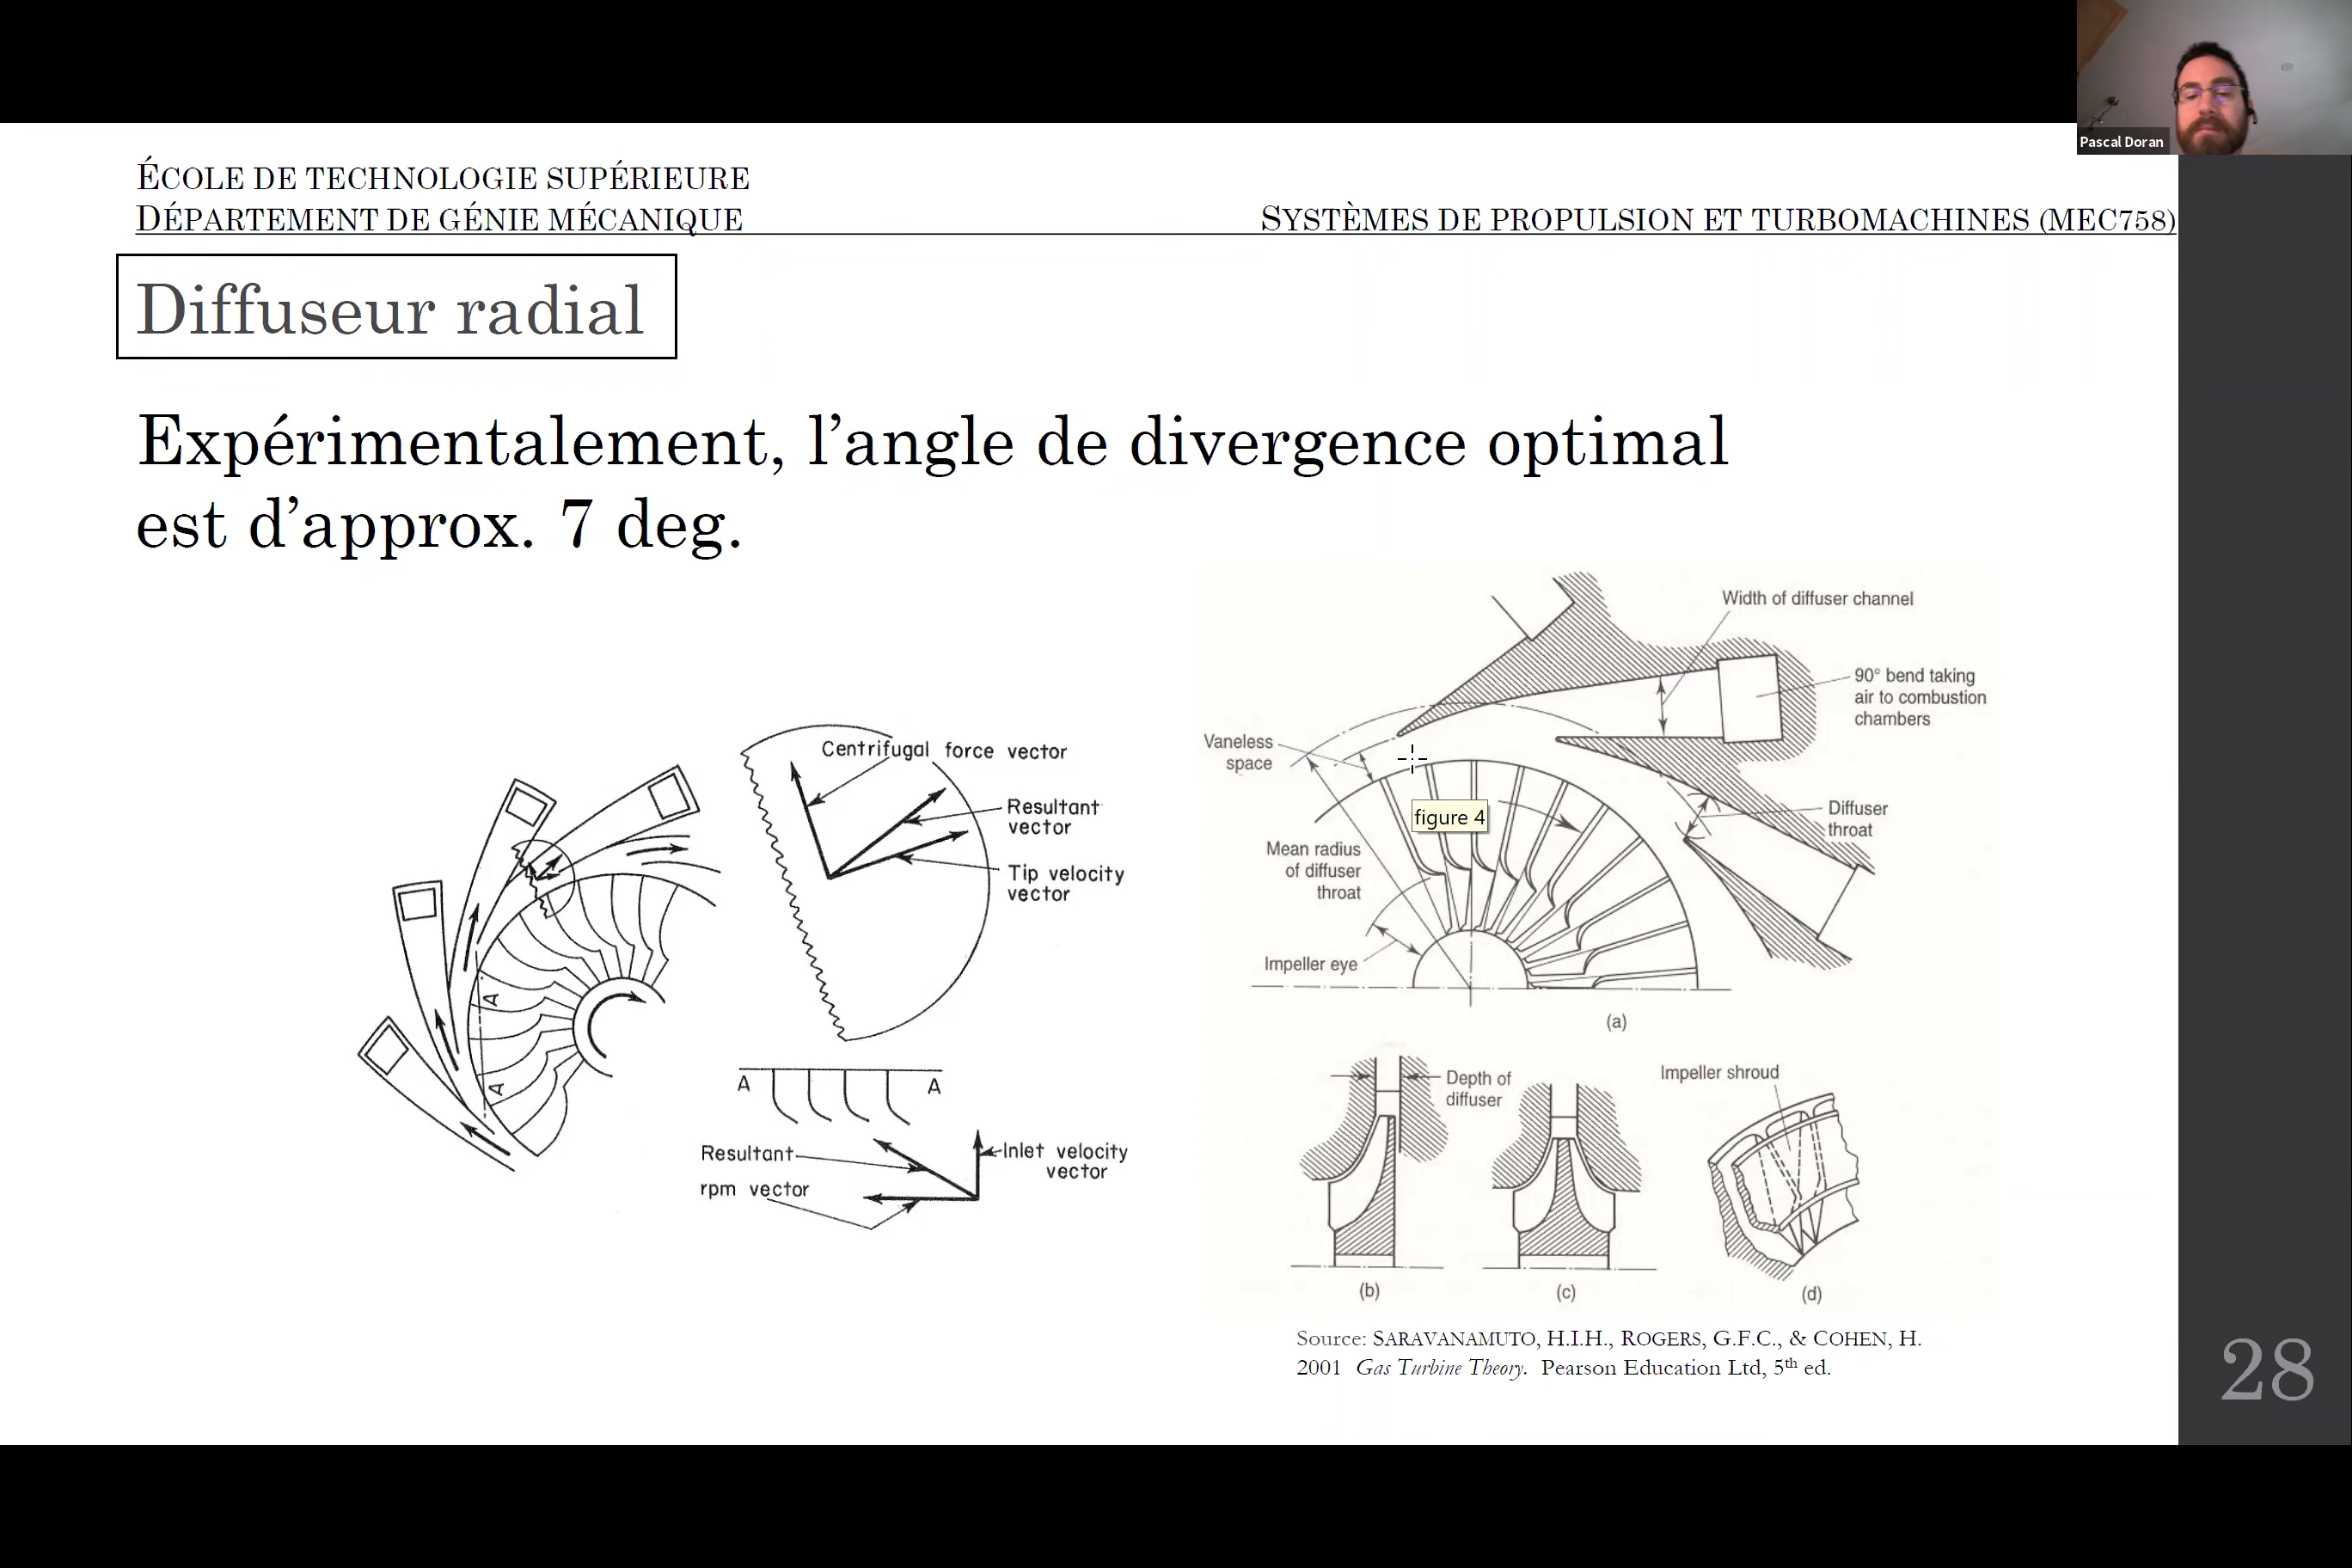 Pascal Doran
ÉCOLE DE TECHNOLOGIE SUPÉRIEURE
DÉPARTEMENT DE GÉNIE MÉCANIQUE
SYSTÈMES DE PROPULSION ET TURBOMACHINES (MEC758)
Diffuseur radial
Expérimentalement, l’angle de divergence optimal
est d’approx. 7 deg.
Centrifugal force vector
Resultant
vector
Tip velocity
vector
A
A
A
A
Resultant
rpm vector
Inlet velocity
vector
Width of diffuser channel
90° bend taking
air to combustion
chambers
Vaneless
space
figure 4
Diffuser
throat
Mean radius
of diffuser
throat
Impeller eye
(a)
Depth of
diffuser
Impeller shroud
(b)
(c)
(d)
Source: SARAVANAMUTO, H.I.H., ROGERS, G.F.C., & COHEN, H.
2001 Gas Turbine Theory. Pearson Education Ltd, 5th ed.
28